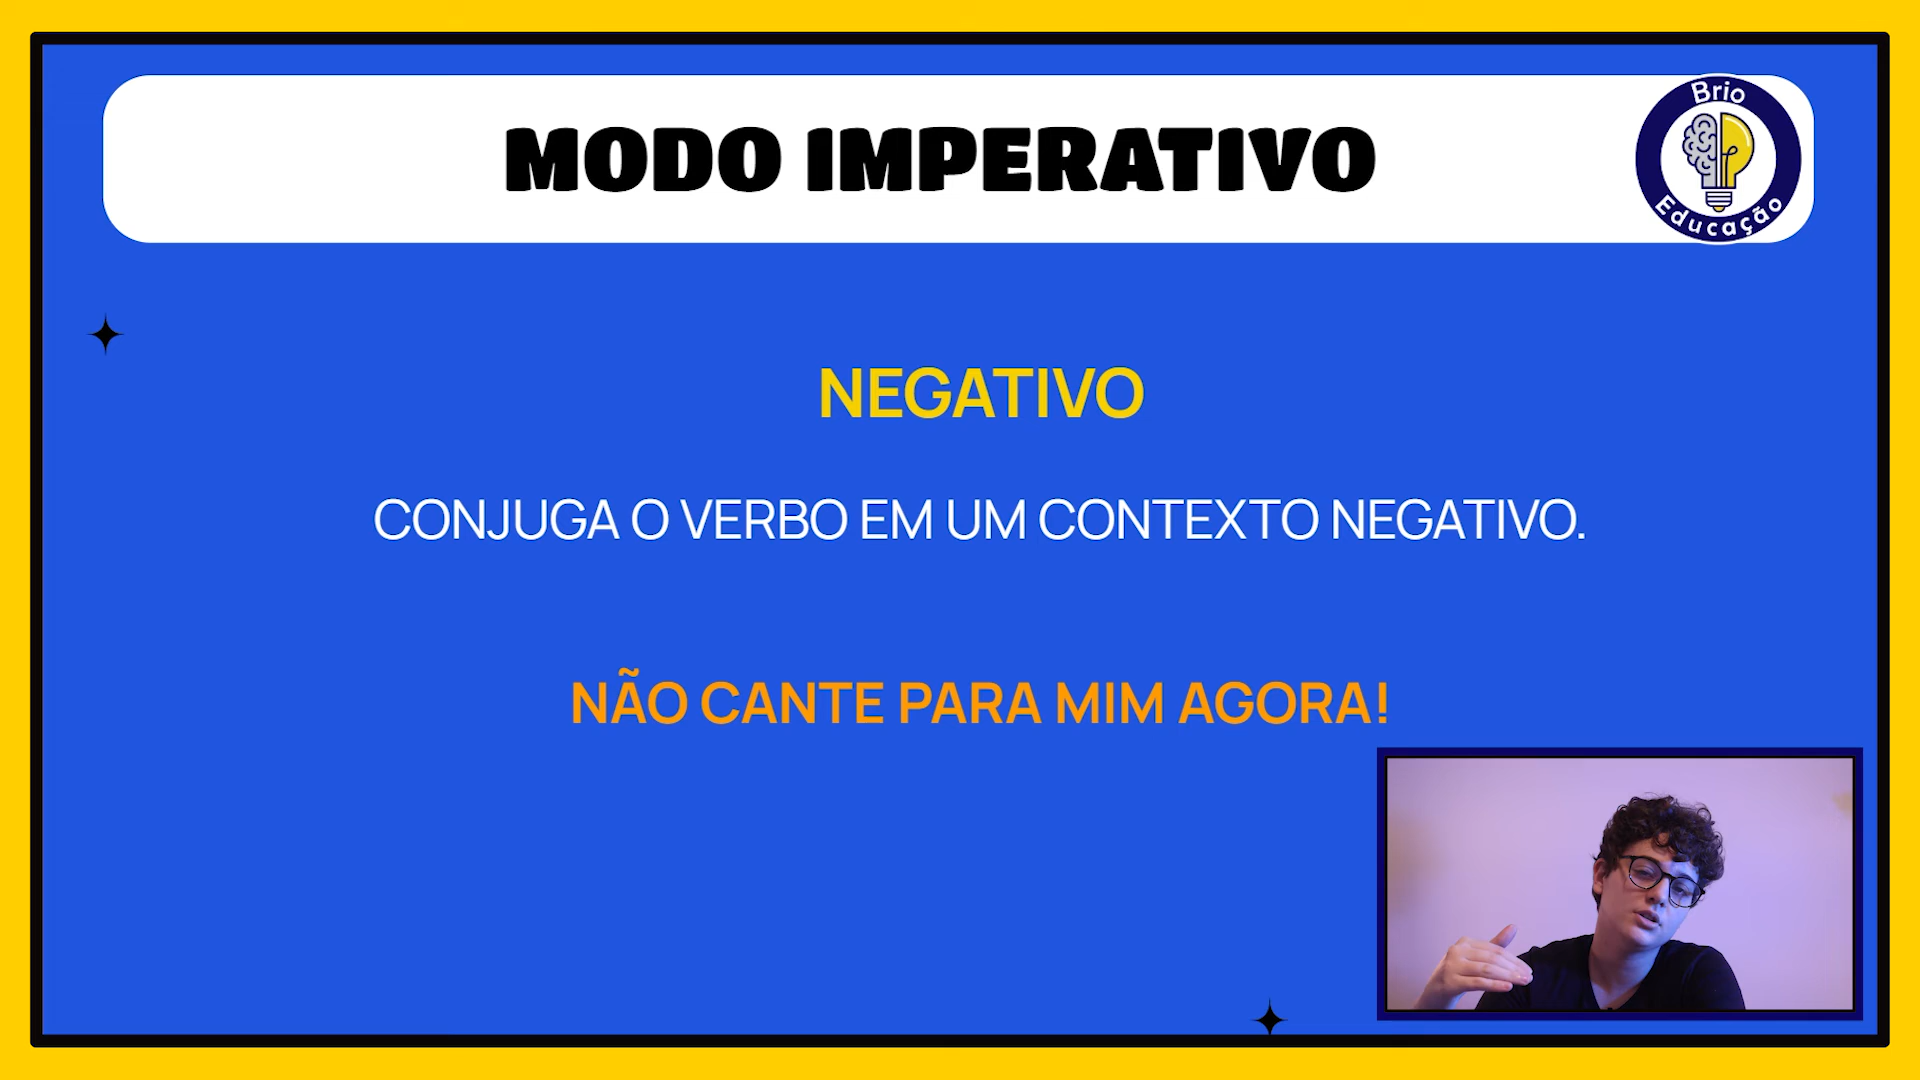 MODO IMPERATIVO
Brio
Educação
NEGATIVO
CONJUGA O VERBO EM UM CONTEXTO NEGATIVO.
NÃO CANTE PARA MIM AGORA!